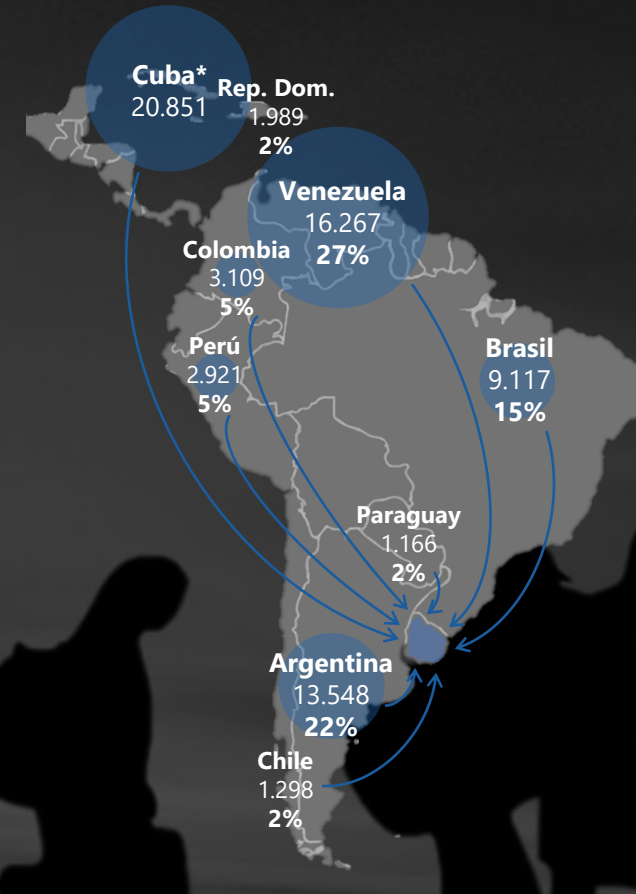 Cuba*
20.851
Rep. Dom.
1.989
2%
Venezuela
16.267
27%
Colombia
3.109
5%
Perú
2.921
5%
Brasil
9.117
15%
Paraguay
1.166
2%
Argentina
13.548
22%
Chile
1.298
2%